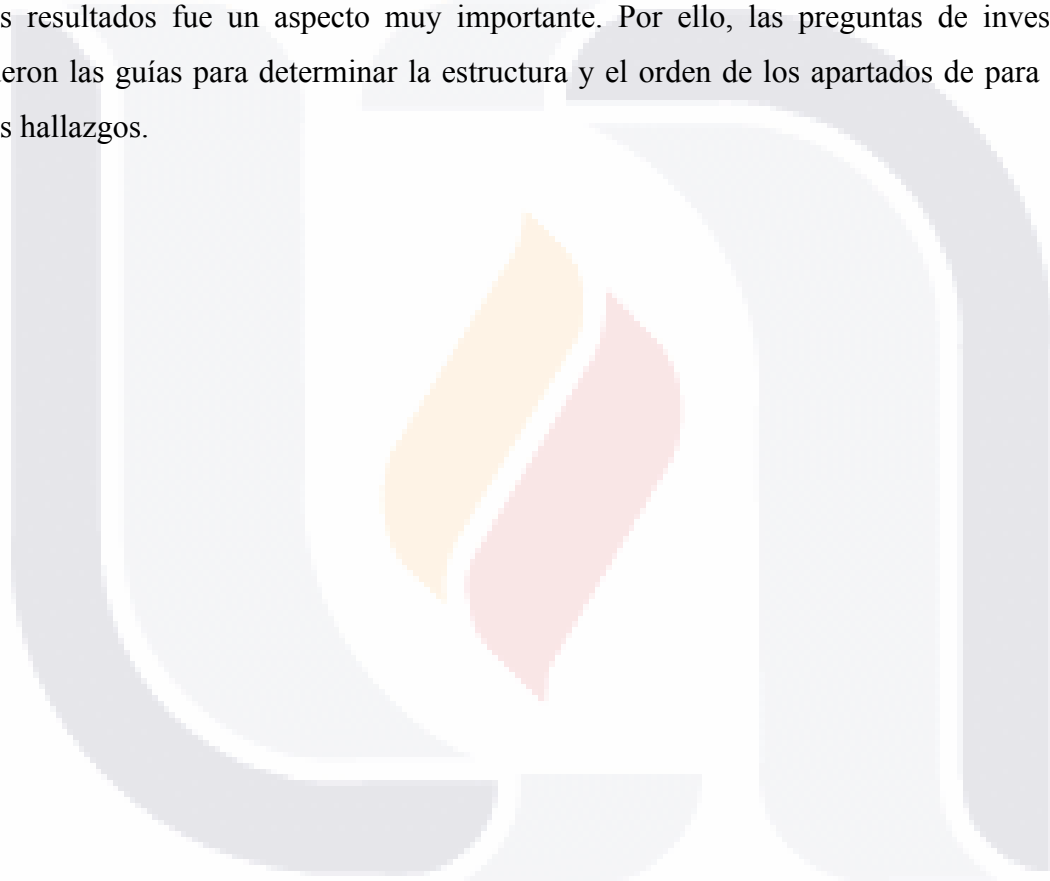 s resultados fue un aspecto muy importante. Por ello, las preguntas de inves
eron las guías para determinar la estructura y el orden de los apartados de para
s hallazgos.